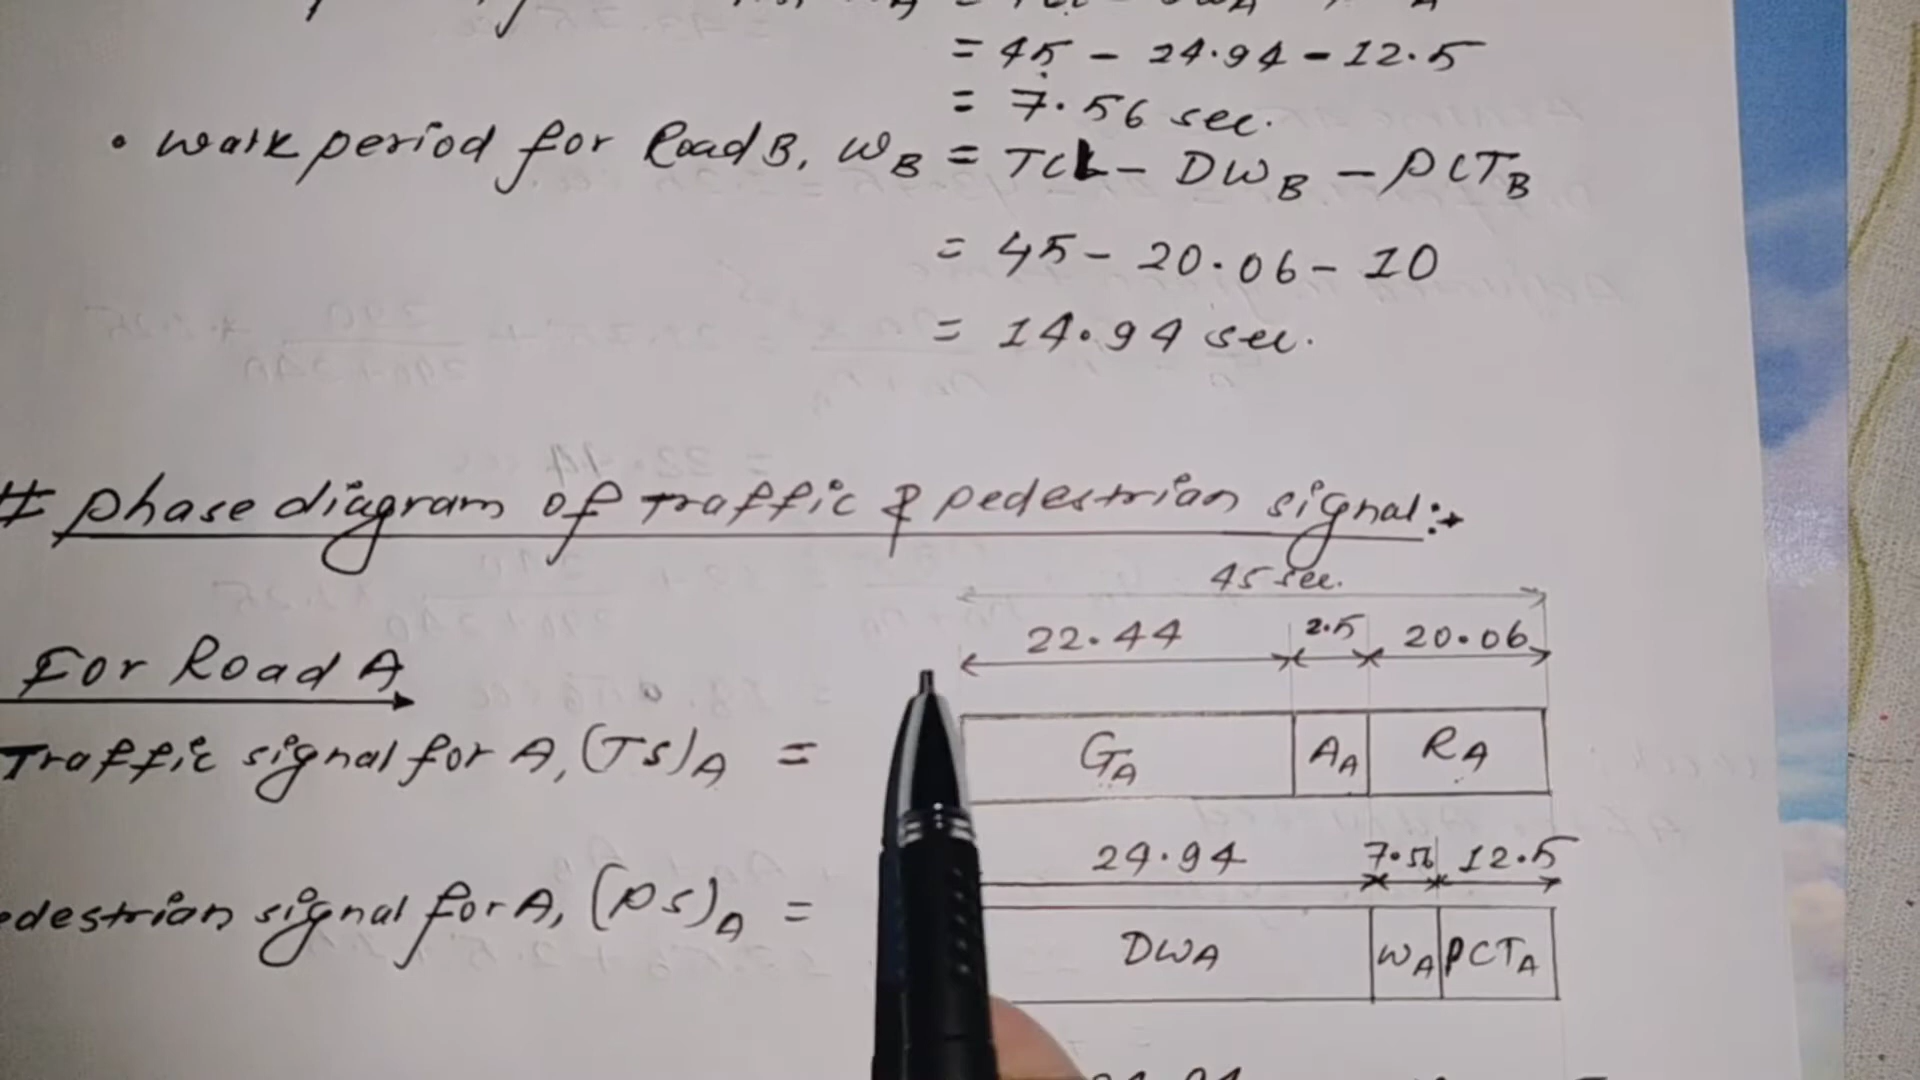 = 45 - 24.94 - 12.5
= 7.56 sec.
• walk period for Road B, WB = TCL - DWB - PCTB
= 45 - 20.06 - 10
= 14.94 sec.
# phase diagram of Traffic & pedestrian signal:→
45 sec.
22.44 2.5 20.06
For Road A
Traffic signal for A, (TS)A = GA AA RA
24.94 7.56 12.5
edestrian signal for A, (PS)A = DWA WA PCTA